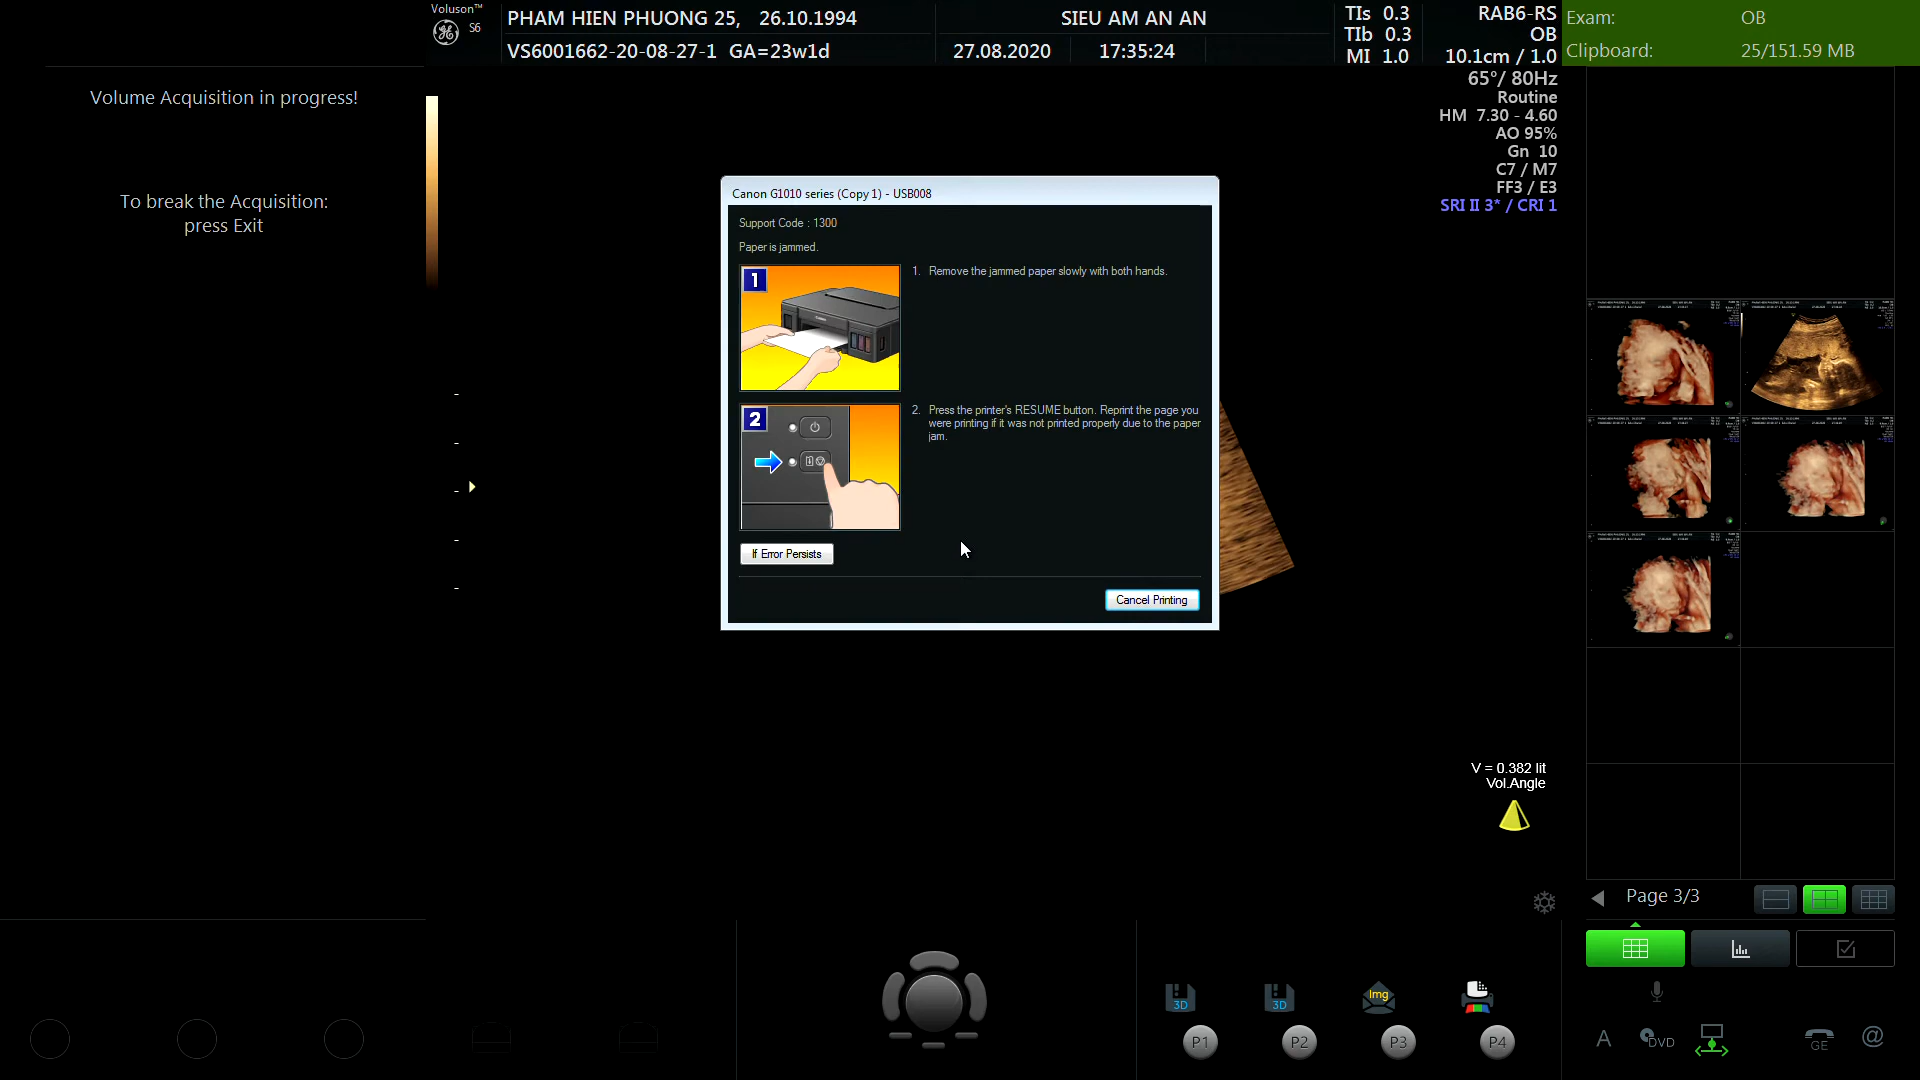 Voluson™
S6
PHAM HIEN PHUONG 25, 26.10.1994
VS6001662-20-08-27-1 GA=23w1d
SIEU AM AN AN
27.08.2020 17:35:24
TIs 0.3
TIb 0.3
MI 1.0
RAB6-RS
OB
10.1cm / 1.0
65°/ 80Hz
Routine
HM 7.30 - 4.60
AO 95%
Gn 10
C7 / M7
FF3 / E3
SRI II 3* / CRI 1
Exam: OB
Clipboard: 25/151.59 MB
Volume Acquisition in progress!
To break the Acquisition:
press Exit
Canon G1010 series (Copy 1) - USB008
Support Code : 1300
Paper is jammed.
1
1. Remove the jammed paper slowly with both hands.
2
2. Press the printer's RESUME button. Reprint the page you
were printing if it was not printed properly due to the paper
jam.
If Error Persists
Cancel Printing
V = 0.382 lit
Vol.Angle
Page 3/3
3D
3D
Img
P1
P2
P3
P4
A
DVD
GE
@